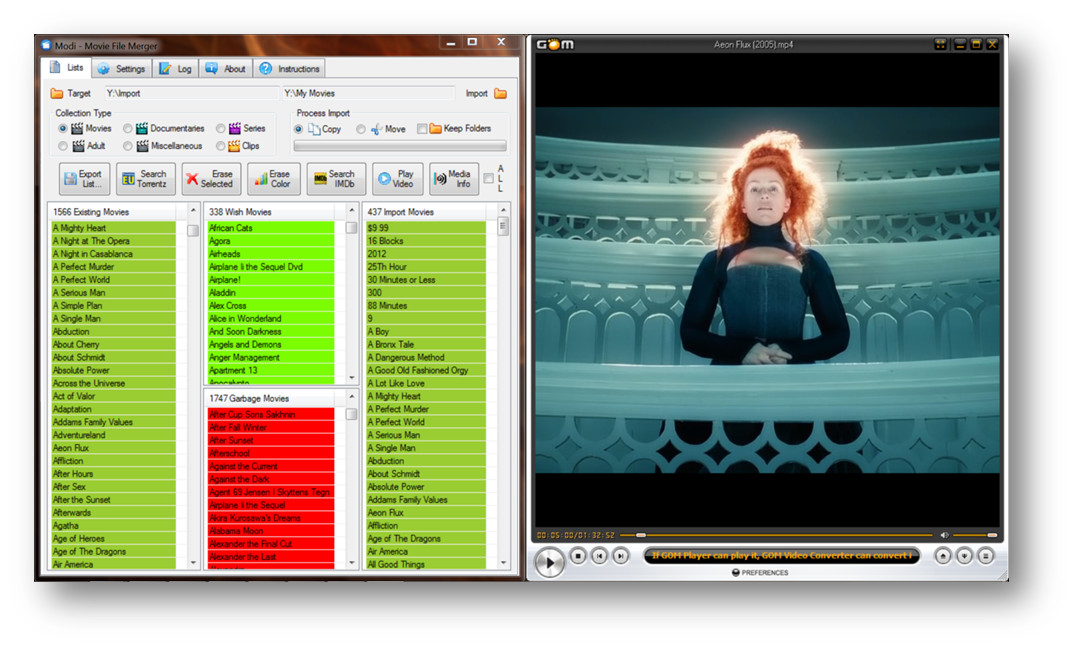 Modi - Movie File Merger
Lists Settings Log About Instructions
Target Y:\Import Y:\My Movies Import
Collection Type
Movies Documentaries Series
Adult Miscellaneous Clips
Process Import
Copy Move Keep Folders
Export List... Search Torrentz Erase Selected Erase Color Search IMDb Play Video Media Info ALL
1566 Existing Movies
A Mighty Heart
A Night at The Opera
A Night in Casablanca
A Perfect Murder
A Perfect World
A Serious Man
A Simple Plan
A Single Man
Abduction
About Cherry
About Schmidt
Absolute Power
Across the Universe
Act of Valor
Adaptation
Addams Family Values
Adventureland
Aeon Flux
Affliction
After Hours
After Sex
After the Sunset
Afterwards
Agatha
Age of Heroes
Age of The Dragons
Air America
338 Wish Movies
African Cats
Agora
Airheads
Airplane Ii the Sequel Dvd
Airplane!
Aladdin
Alex Cross
Alice in Wonderland
And Soon Darkness
Angels and Demons
Anger Management
Apartment 13
Apocalypto
1747 Garbage Movies
After Cup Sons Sakhnin
After Fall Winter
After Sunset
Afterschool
Against the Current
Against the Dark
Agent 69 Jensen I Skyttens Tegn
Airplane Ii the Sequel
Akira Kurosawa's Dreams
Alabama Moon
Alexander the Final Cut
Alexander the Last
437 Import Movies
$9 99
16 Blocks
2012
25Th Hour
30 Minutes or Less
300
88 Minutes
9
A Boy
A Bronx Tale
A Dangerous Method
A Good Old Fashioned Orgy
A Lot Like Love
A Mighty Heart
A Perfect Murder
A Perfect World
A Serious Man
A Single Man
Abduction
About Schmidt
Absolute Power
Addams Family Values
Aeon Flux
Affliction
Age of The Dragons
Air America
All Good Things
GOM
Aeon Flux (2005).mp4
00:05:00/01:32:52
If GOM Player can play it, GOM Video Converter can convert i
PREFERENCES